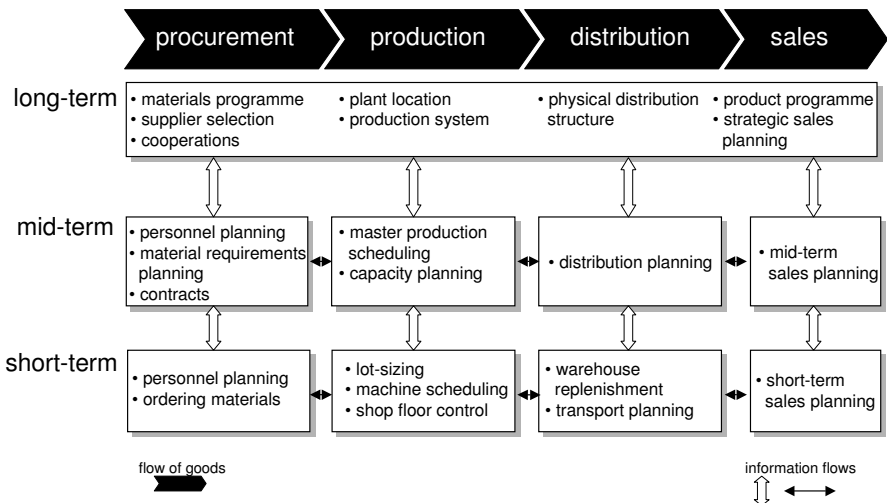 procurement
production
distribution
sales
long-term
• materials programme
• supplier selection
• cooperations
• plant location
• production system
• physical distribution
structure
• product programme
• strategic sales
planning
mid-term
• personnel planning
• material requirements
planning
• contracts
• master production
scheduling
• capacity planning
• distribution planning
• mid-term
sales planning
short-term
• personnel planning
• ordering materials
• lot-sizing
• machine scheduling
• shop floor control
• warehouse
replenishment
• transport planning
• short-term
sales planning
flow of goods
information flows